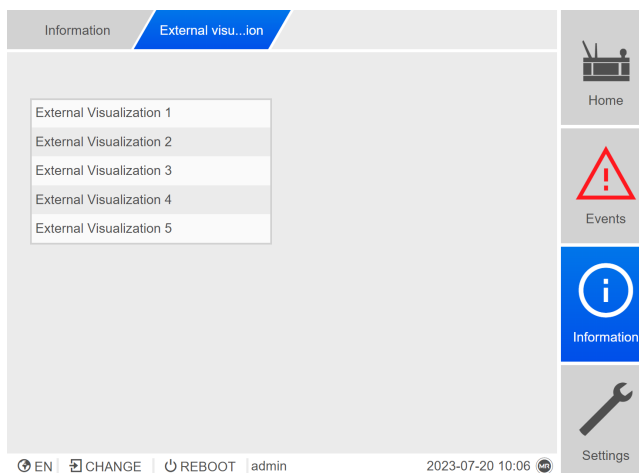 Information
External visu...ion
External Visualization 1
External Visualization 2
External Visualization 3
External Visualization 4
External Visualization 5
Home
Events
Information
Settings
EN CHANGE REBOOT admin 2023-07-20 10:06 MR